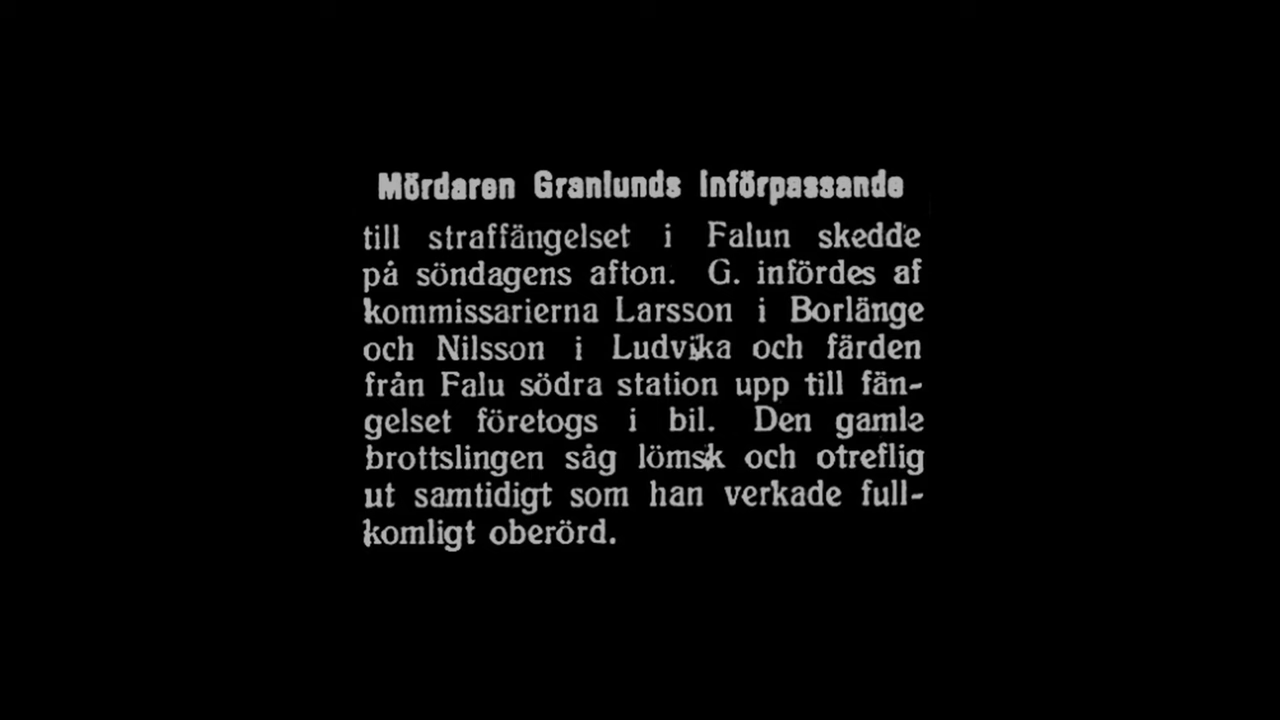 Mördaren Granlunds införpassande
till straffängelset i Falun skedde
på söndagens afton. G. infördes af
kommissarierna Larsson i Borlänge
och Nilsson i Ludvika och färden
från Falu södra station upp till fän-
gelset företogs i bil. Den gamle
brottslingen såg lömsk och otreflig
ut samtidigt som han verkade full-
komligt oberörd.